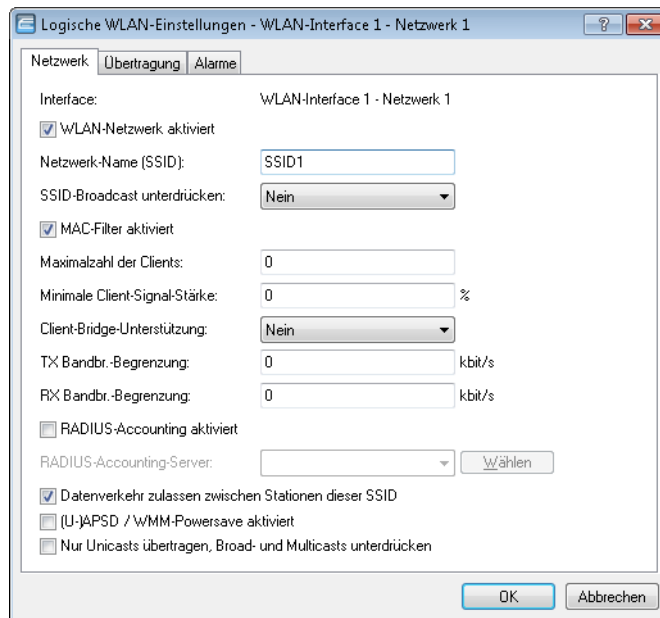 Logische WLAN-Einstellungen - WLAN-Interface 1 - Netzwerk 1
Netzwerk Übertragung Alarme
Interface: WLAN-Interface 1 - Netzwerk 1
WLAN-Netzwerk aktiviert
Netzwerk-Name (SSID): SSID1
SSID-Broadcast unterdrücken: Nein
MAC-Filter aktiviert
Maximalzahl der Clients: 0
Minimale Client-Signal-Stärke: 0 %
Client-Bridge-Unterstützung: Nein
TX Bandbr.-Begrenzung: 0 kbit/s
RX Bandbr.-Begrenzung: 0 kbit/s
RADIUS-Accounting aktiviert
RADIUS-Accounting-Server: Wählen
Datenverkehr zulassen zwischen Stationen dieser SSID
(U-)APSD / WMM-Powersave aktiviert
Nur Unicasts übertragen, Broad- und Multicasts unterdrücken
OK Abbrechen